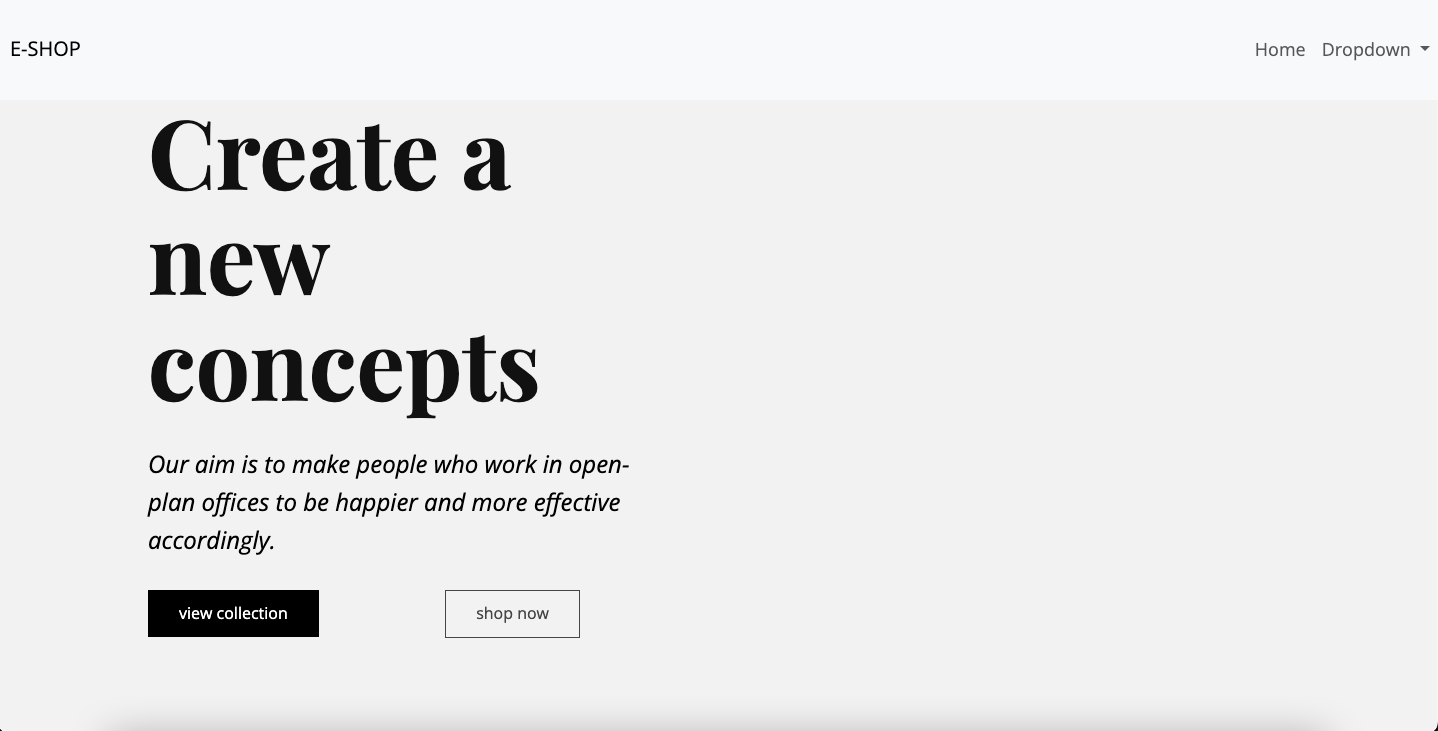 E-SHOP
Home
Dropdown
Create a
new
concepts
Our aim is to make people who work in open-
plan offices to be happier and more effective
accordingly.
view collection
shop now